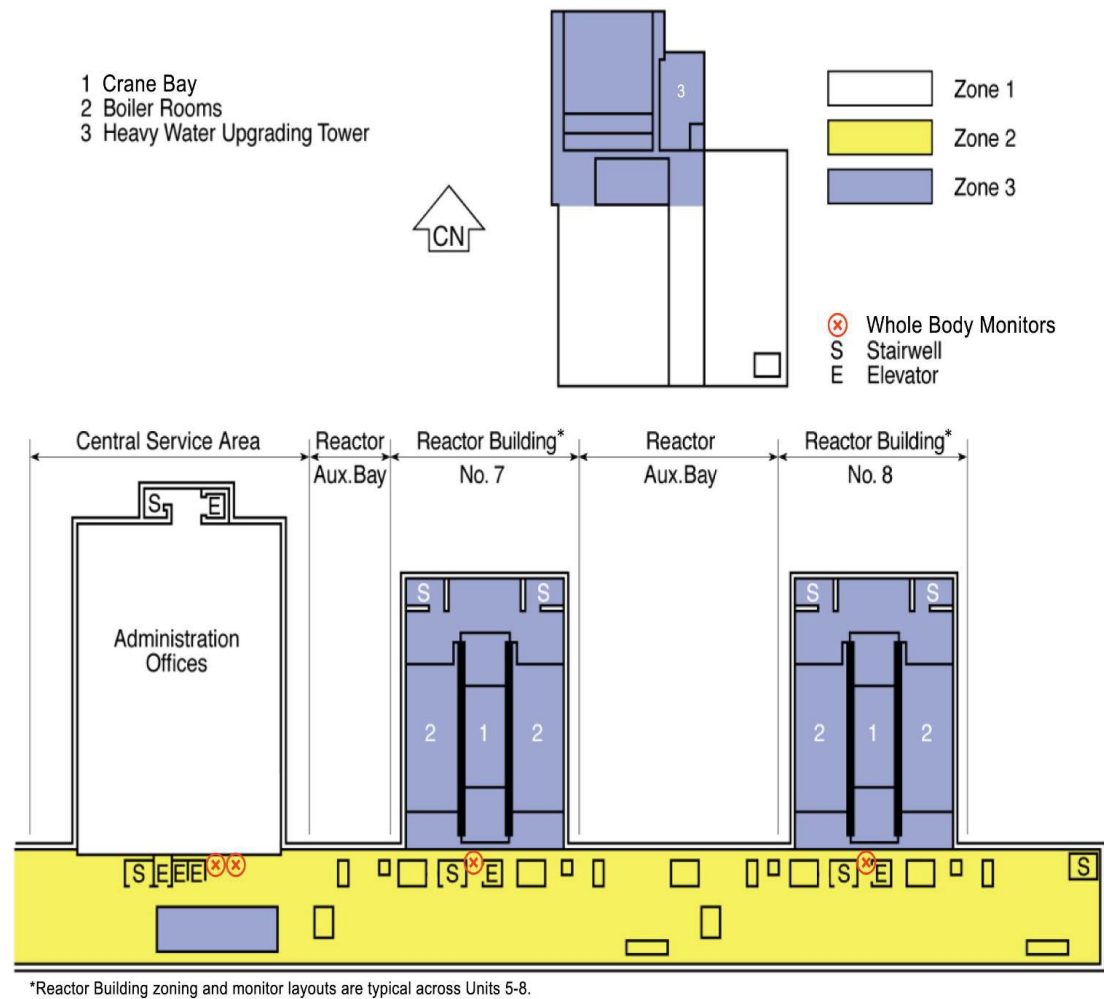 1 Crane Bay
2 Boiler Rooms
3 Heavy Water Upgrading Tower
CN
3
Zone 1
Zone 2
Zone 3
Whole Body Monitors
S Stairwell
E Elevator
Central Service Area
Reactor
Aux.Bay
Reactor Building*
No. 7
Reactor
Aux.Bay
Reactor Building*
No. 8
S E
Administration
Offices
S S
2 1 2
S S
2 1 2
S E E E
S E
S E
S
*Reactor Building zoning and monitor layouts are typical across Units 5-8.